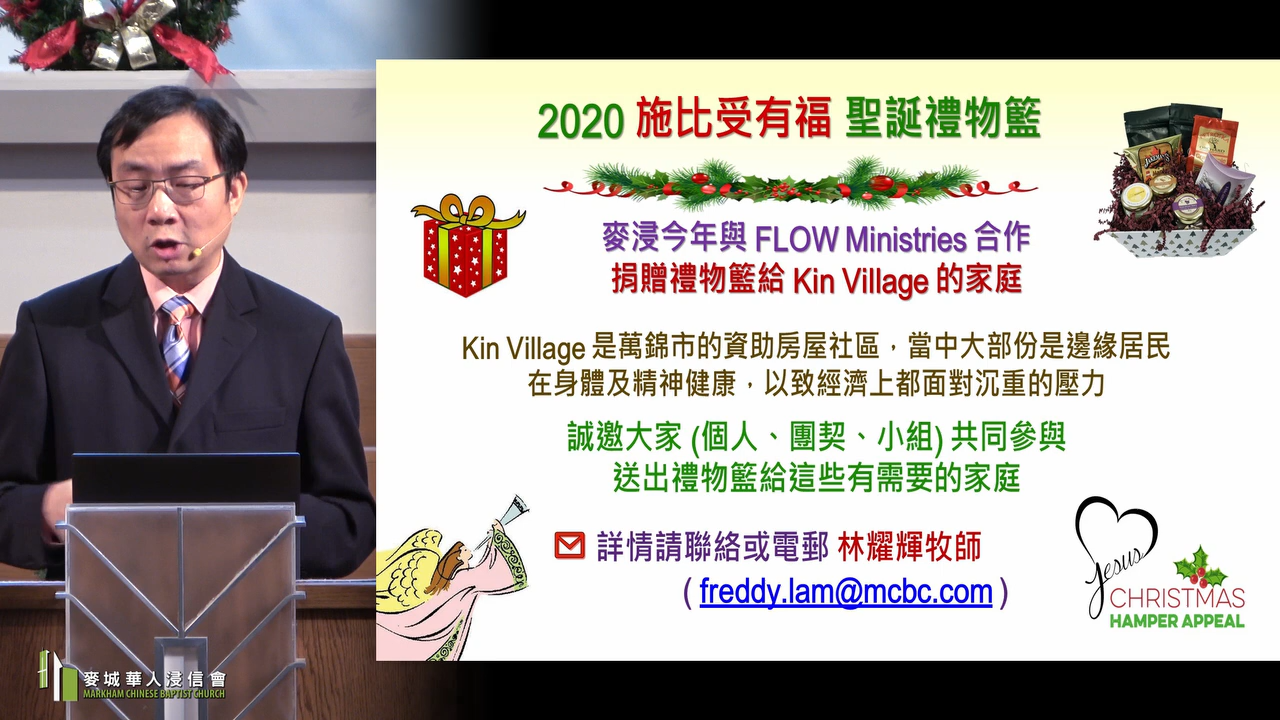 2020 施比受有福 聖誕禮物籃
麥浸今年與 FLOW Ministries 合作
捐贈禮物籃給 Kin Village 的家庭
Kin Village 是萬錦市的資助房屋社區，當中大部份是邊緣居民
在身體及精神健康，以致經濟上都面對沉重的壓力
誠邀大家 (個人、團契、小組) 共同參與
送出禮物籃給這些有需要的家庭
詳情請聯絡或電郵 林耀輝牧師
( freddy.lam@mcbc.com )
Jesus
CHRISTMAS
HAMPER APPEAL
麥城華人浸信會
MARKHAM CHINESE BAPTIST CHURCH